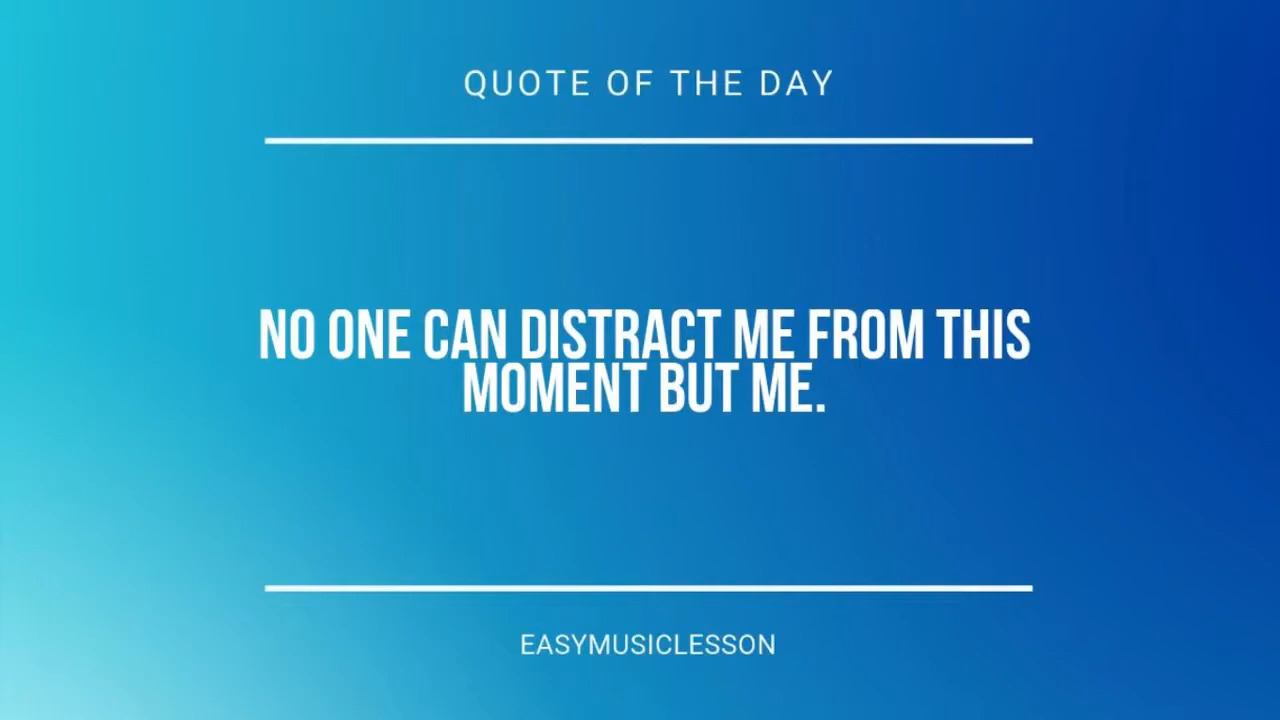 QUOTE OF THE DAY
NO ONE CAN DISTRACT ME FROM THIS
MOMENT BUT ME.
EASYMUSICLESSON